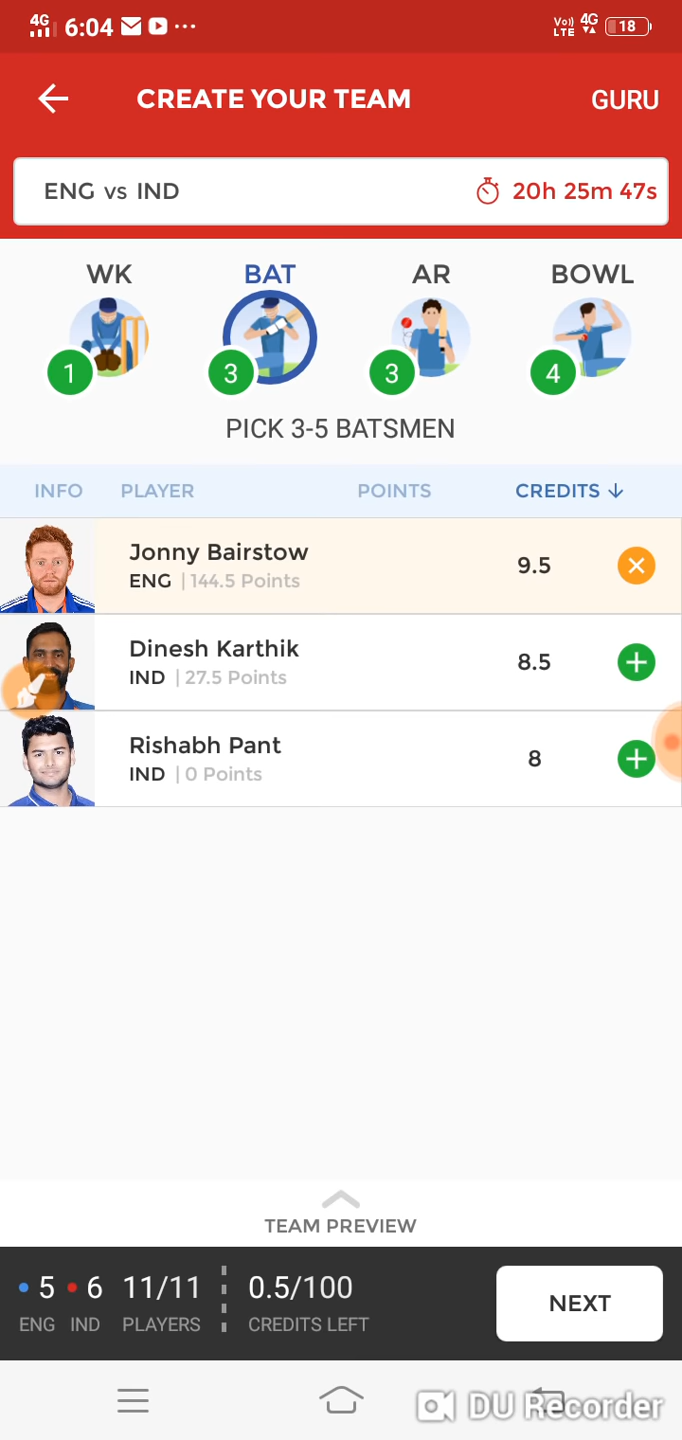 4G 6:04 ... Vo)) LTE 4G 18
CREATE YOUR TEAM GURU
ENG vs IND 20h 25m 47s
WK BAT AR BOWL
1 3 3 4
PICK 3-5 BATSMEN
INFO PLAYER POINTS CREDITS
Jonny Bairstow 9.5
ENG | 144.5 Points
Dinesh Karthik 8.5
IND | 27.5 Points
Rishabh Pant 8
IND | 0 Points
TEAM PREVIEW
5 6 11/11 0.5/100 NEXT
ENG IND PLAYERS CREDITS LEFT
DU Recorder